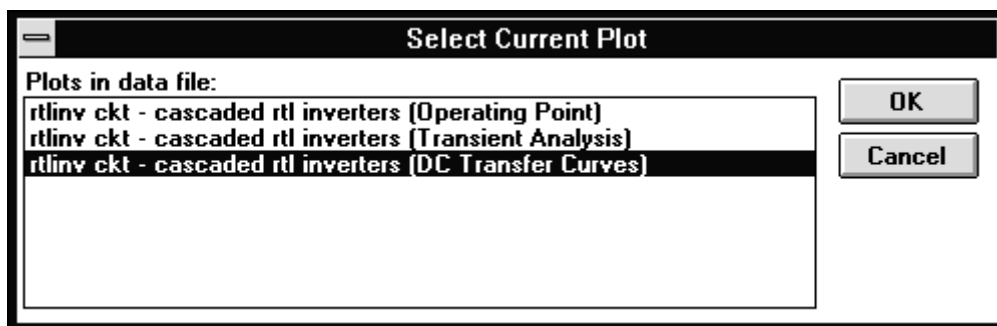 Select Current Plot
Plots in data file:
rtlinv ckt - cascaded rtl inverters (Operating Point)
rtlinv ckt - cascaded rtl inverters (Transient Analysis)
rtlinv ckt - cascaded rtl inverters (DC Transfer Curves)
OK
Cancel